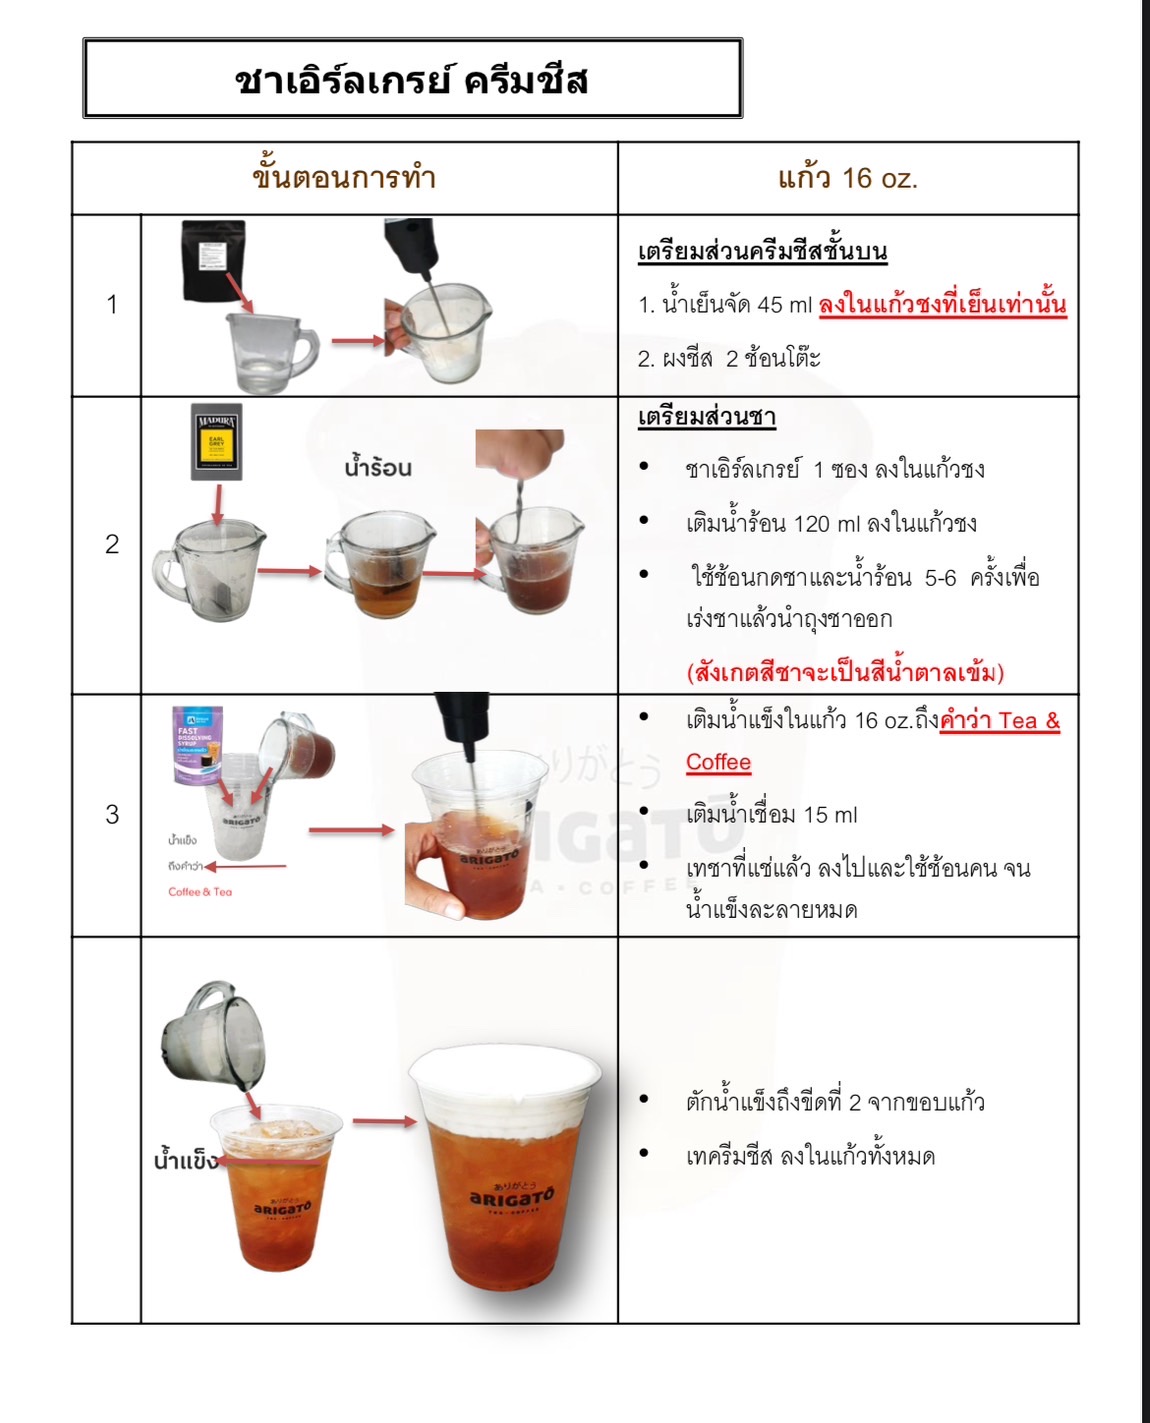 ชาเอิร์ลเกรย์ ครีมชีส
ขั้นตอนการทำ
แก้ว 16 oz.
1
เตรียมส่วนครีมชีสชั้นบน
1. น้ำเย็นจัด 45 ml ลงในแก้วชงที่เย็นเท่านั้น
2. ผงชีส 2 ช้อนโต๊ะ
2
MADURA
EARL
GREY
น้ำร้อน
เตรียมส่วนชา
• ชาเอิร์ลเกรย์ 1 ซอง ลงในแก้วชง
• เติมน้ำร้อน 120 ml ลงในแก้วชง
• ใช้ช้อนกดชาและน้ำร้อน 5-6 ครั้งเพื่อ
เร่งชาแล้วนำถุงชาออก
(สังเกตสีชาจะเป็นสีน้ำตาลเข้ม)
3
FAST
DISSOLVING
SYRUP
ARIGATŌ
น้ำแข็ง
ถึงคำว่า
Coffee & Tea
ARIGATŌ
• เติมน้ำแข็งในแก้ว 16 oz.ถึงคำว่า Tea &
Coffee
• เติมน้ำเชื่อม 15 ml
• เทชาที่แช่แล้ว ลงไปและใช้ช้อนคน จน
น้ำแข็งละลายหมด
ありがとう
น้ำแข็ง
ありがとう
ARIGATŌ
TEA • COFFEE
ありがとう
ARIGATŌ
TEA • COFFEE
• ตักน้ำแข็งถึงขีดที่ 2 จากขอบแก้ว
• เทครีมชีส ลงในแก้วทั้งหมด